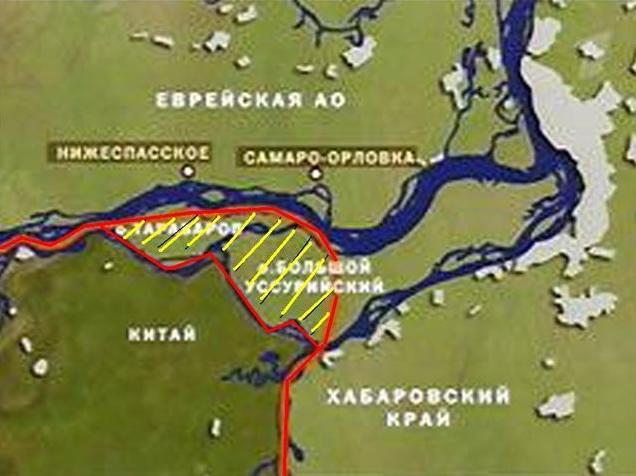 ЕВРЕЙСКАЯ АО
НИЖЕСПАССКОЕ
САМАРО-ОРЛОВКА
о.ТАРАБАРОВ
о.БОЛЬШОЙ
УССУРИЙСКИЙ
КИТАЙ
ХАБАРОВСКИЙ
КРАЙ